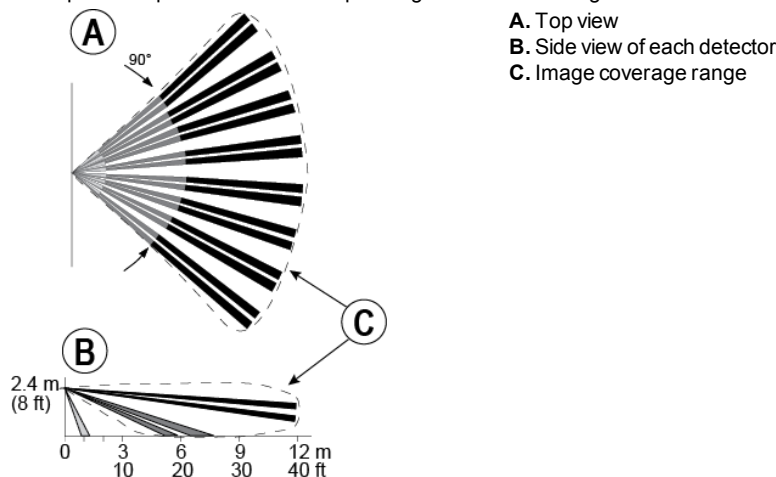 A
90°
A. Top view
B. Side view of each detector
C. Image coverage range
C
B
2.4 m
(8 ft)
0 3 6 9 12 m
10 20 30 40 ft